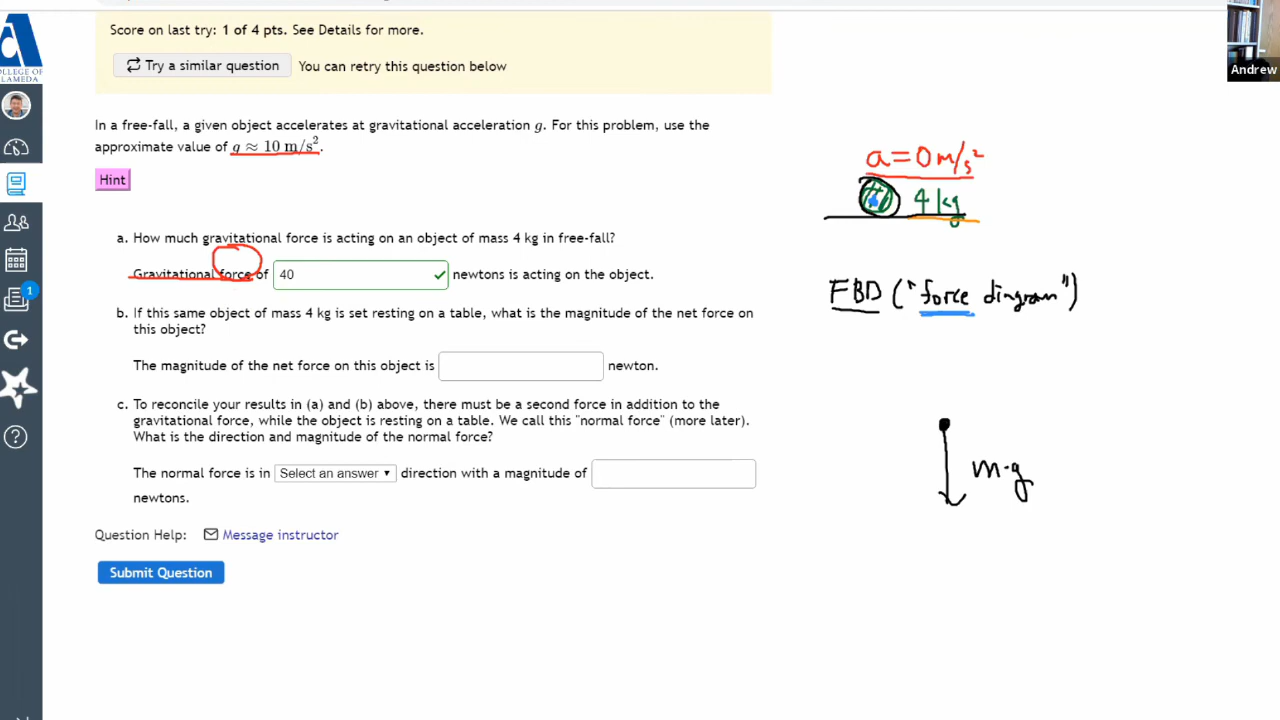 Score on last try: 1 of 4 pts. See Details for more.
Try a similar question You can retry this question below
In a free-fall, a given object accelerates at gravitational acceleration g. For this problem, use the
approximate value of g ≈ 10 m/s².
Hint
a. How much gravitational force is acting on an object of mass 4 kg in free-fall?
Gravitational force of 40 newtons is acting on the object.
b. If this same object of mass 4 kg is set resting on a table, what is the magnitude of the net force on
this object?
The magnitude of the net force on this object is newton.
c. To reconcile your results in (a) and (b) above, there must be a second force in addition to the
gravitational force, while the object is resting on a table. We call this "normal force" (more later).
What is the direction and magnitude of the normal force?
The normal force is in Select an answer direction with a magnitude of
newtons.
Question Help: Message instructor
Submit Question
1
Andrew
a = 0 m/s²
4 kg
FBD ("force diagram")
m·g